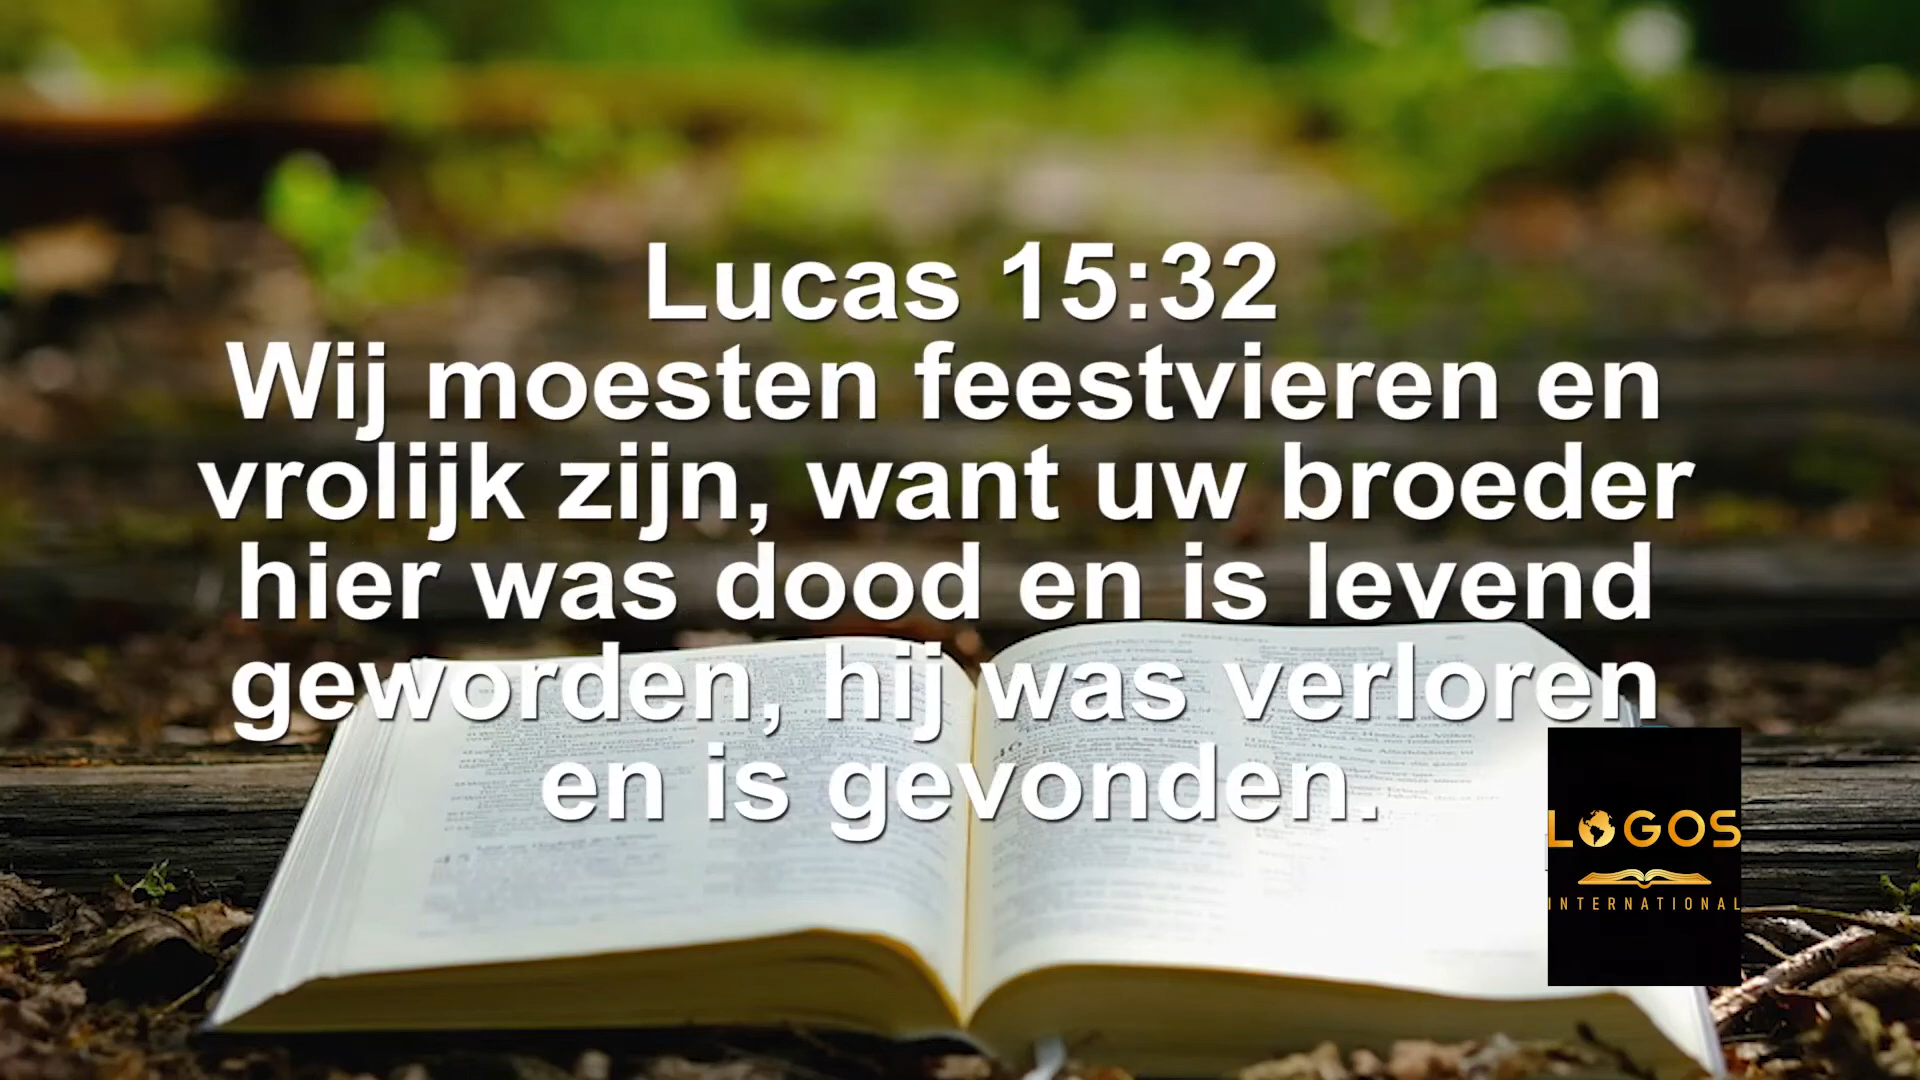 Lucas 15:32
Wij moesten feestvieren en
vrolijk zijn, want uw broeder
hier was dood en is levend
geworden, hij was verloren
en is gevonden.
LOGOS
INTERNATIONAL